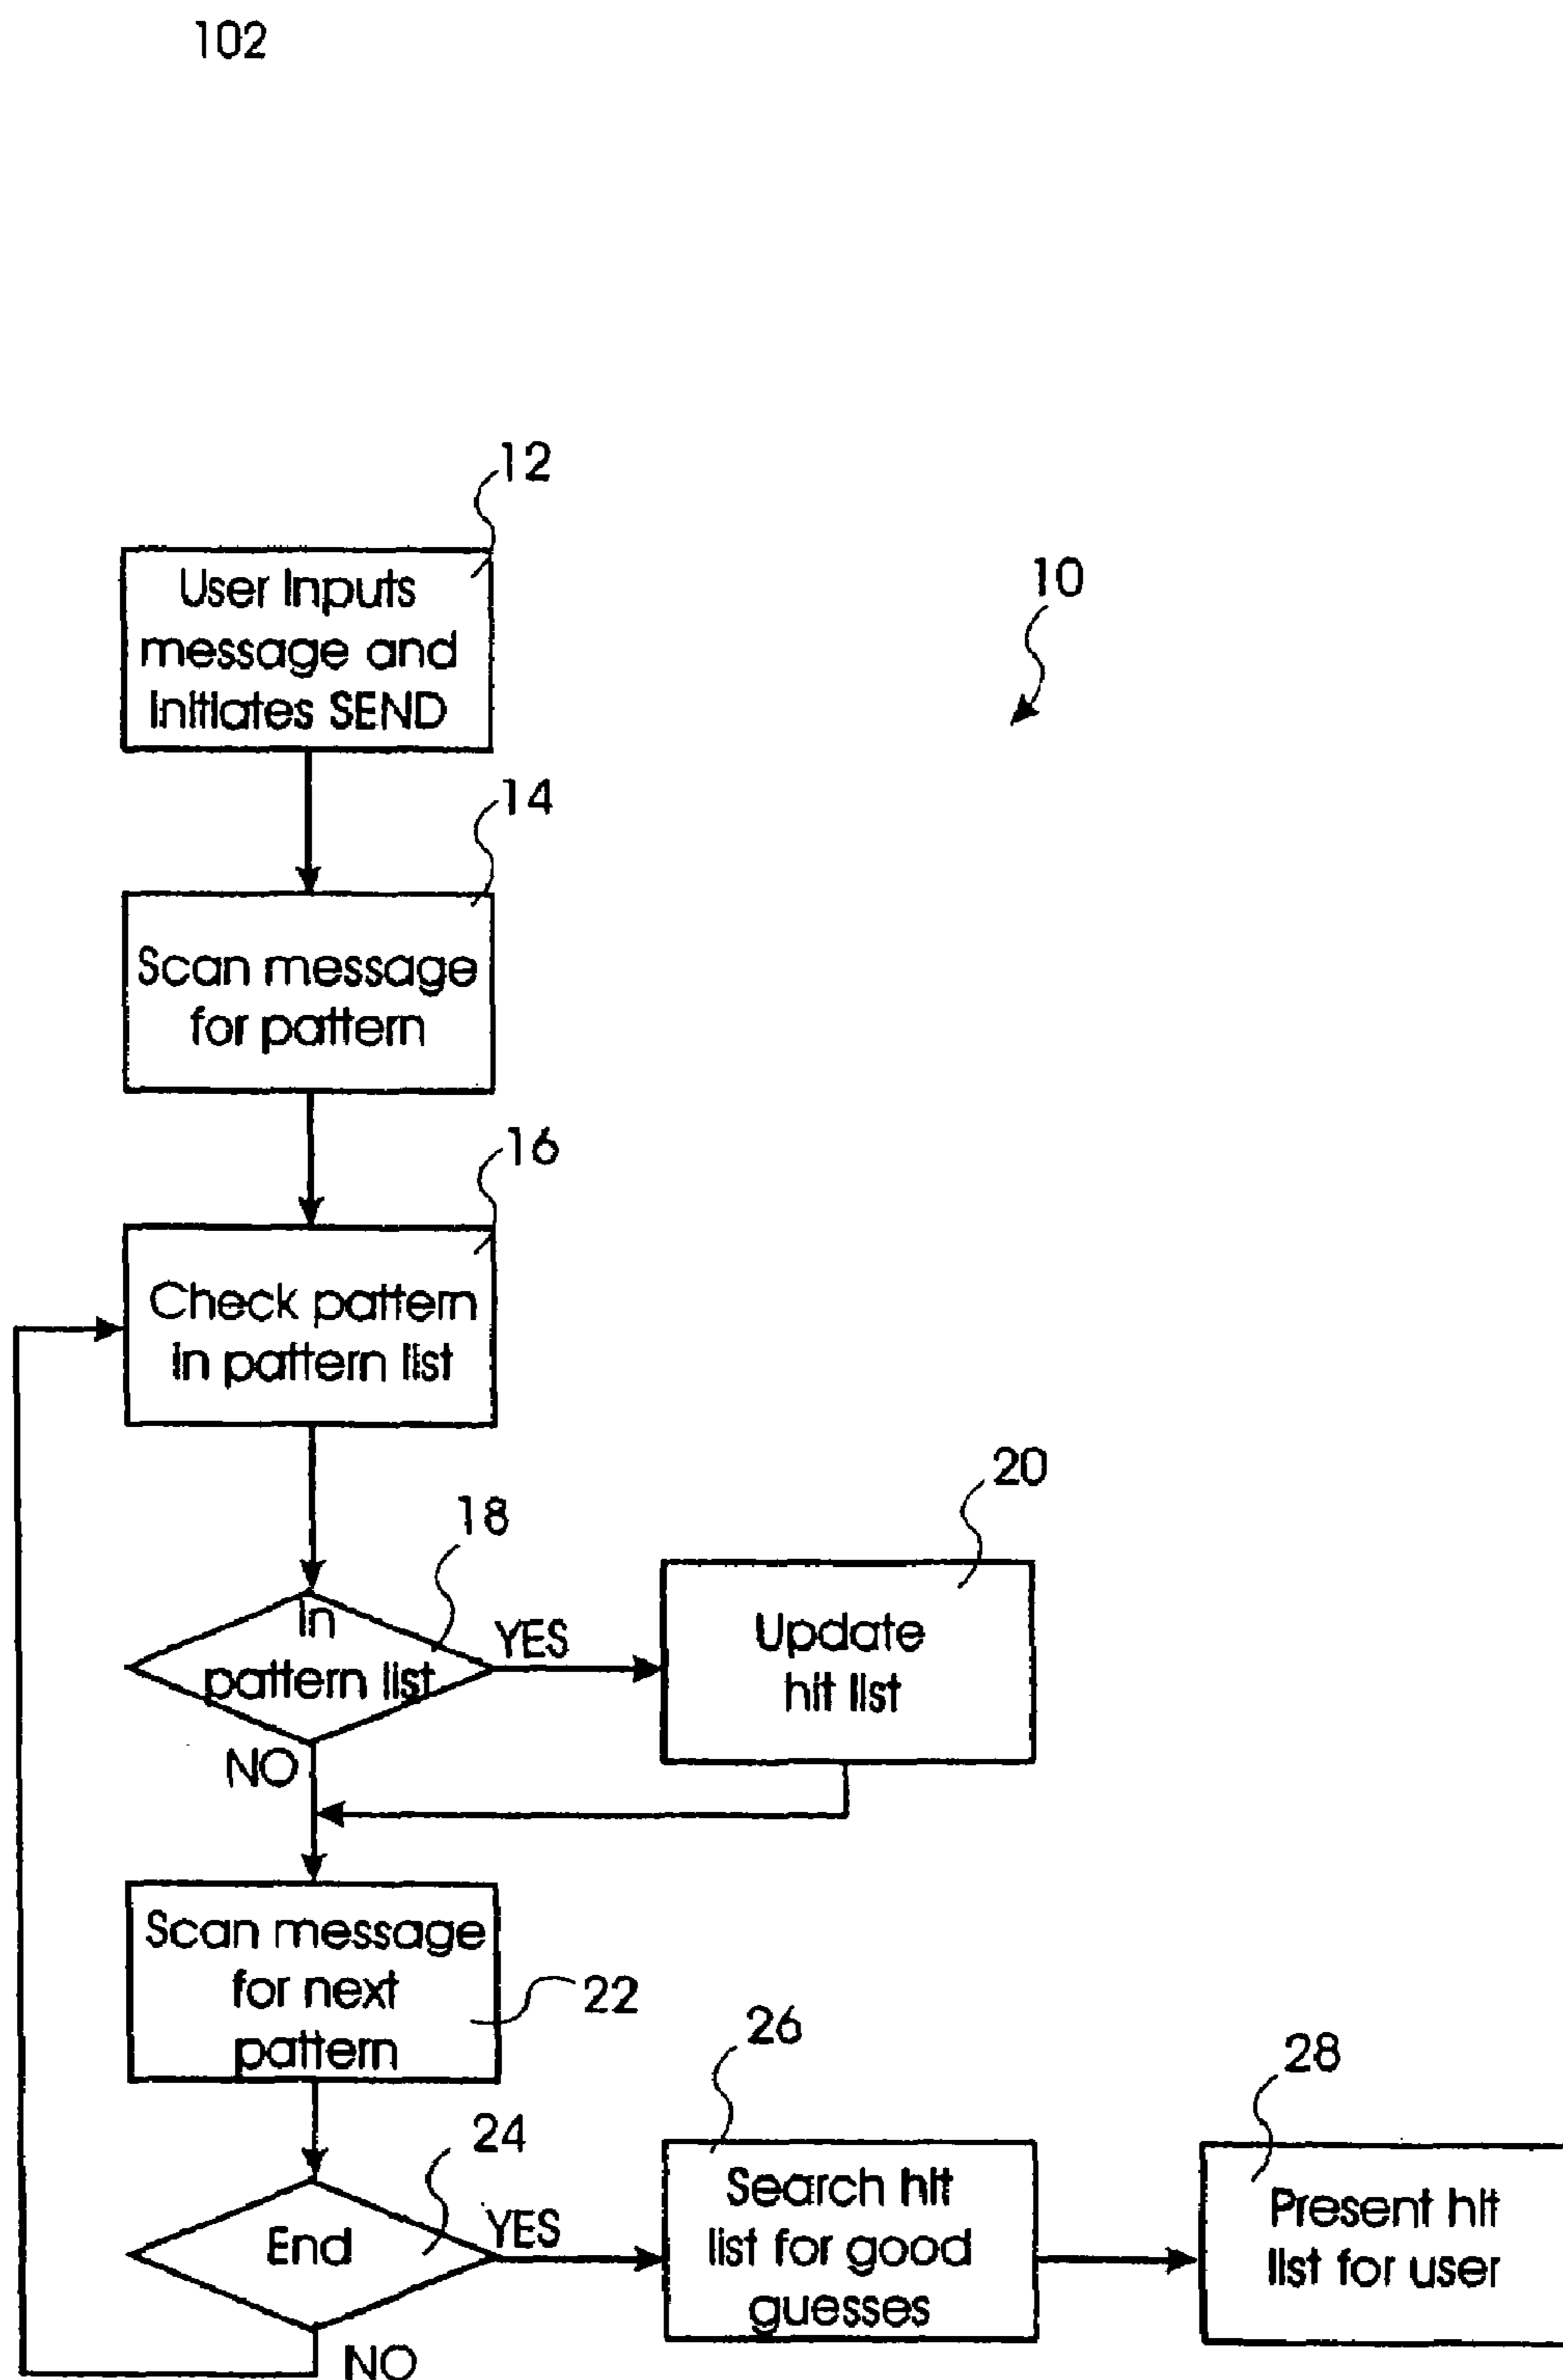 102
12
User Inputs
message and
Initiates SEND
10
14
Scan message
for pattern
16
Check pattern
in pattern list
18
In
pattern list
YES
NO
20
Update
hit list
Scan message
for next
pattern
22
24
End
YES
NO
26
Search hit
list for good
guesses
28
Present hit
list for user